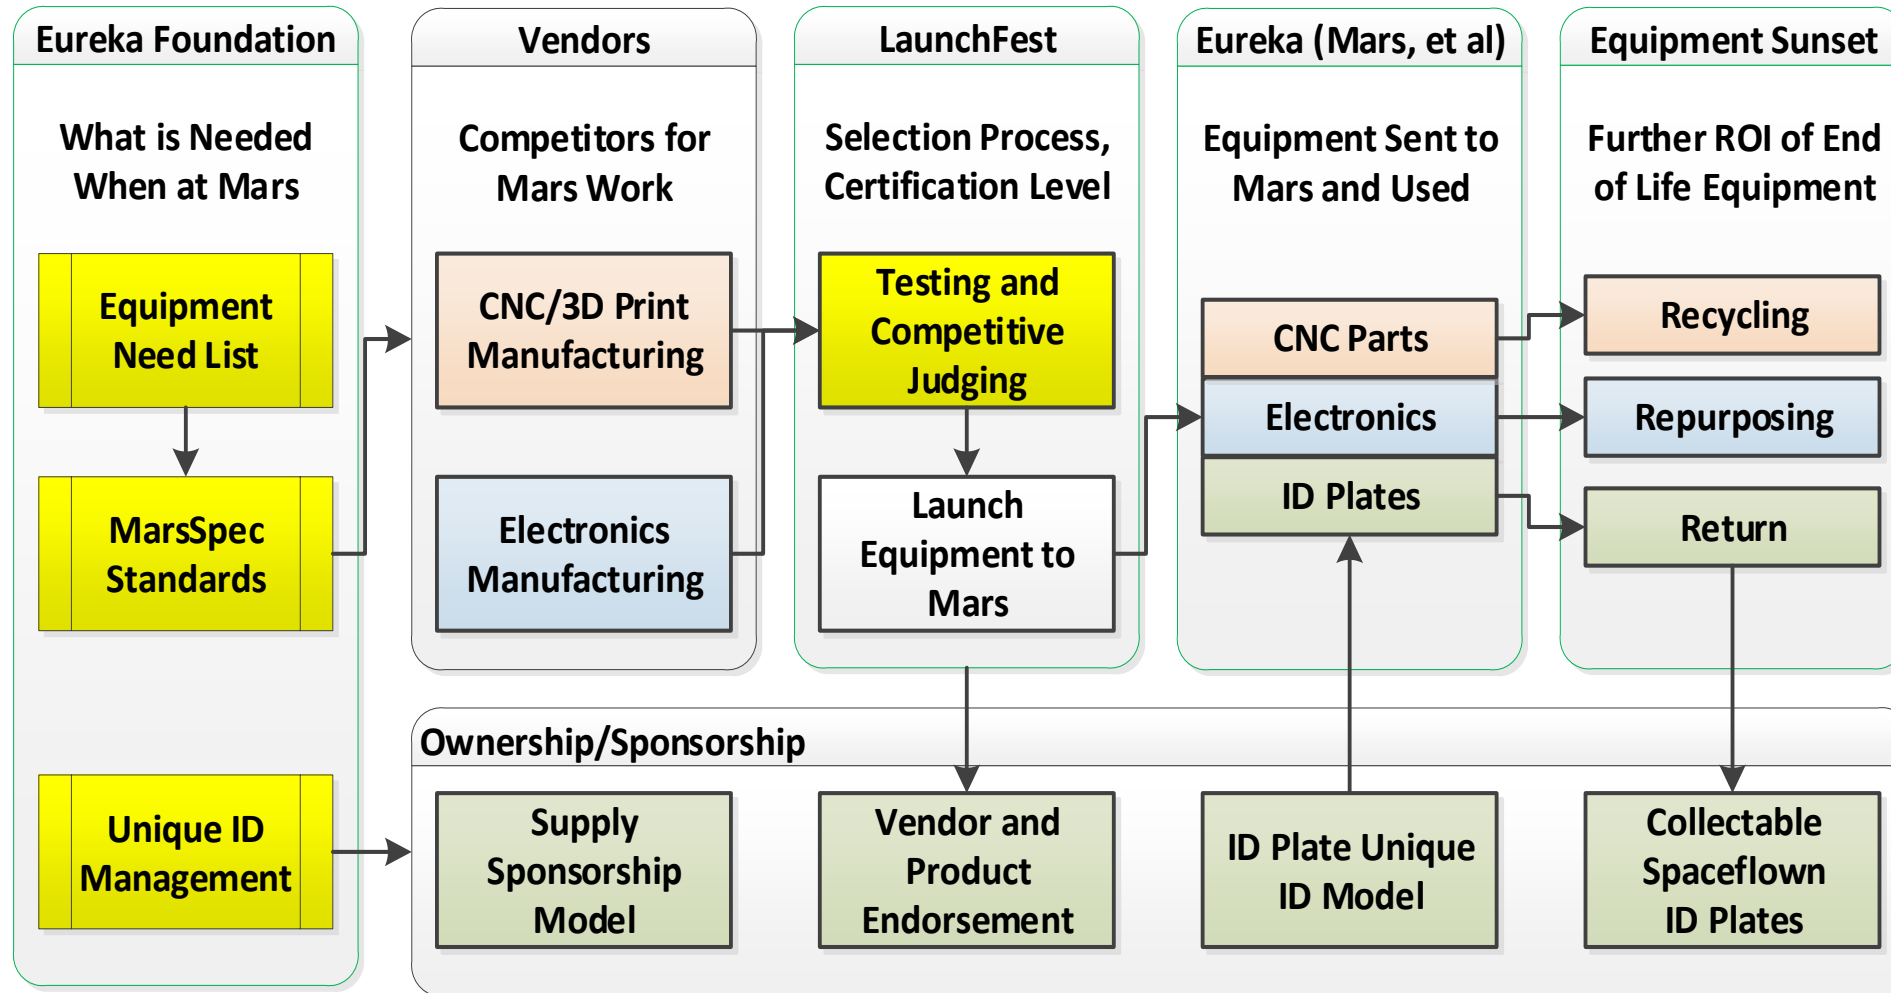 Eureka Foundation
What is Needed
When at Mars
Equipment
Need List
MarsSpec
Standards
Unique ID
Management
Vendors
Competitors for
Mars Work
CNC/3D Print
Manufacturing
Electronics
Manufacturing
LaunchFest
Selection Process,
Certification Level
Testing and
Competitive
Judging
Launch
Equipment to
Mars
Eureka (Mars, et al)
Equipment Sent to
Mars and Used
CNC Parts
Electronics
ID Plates
Equipment Sunset
Further ROI of End
of Life Equipment
Recycling
Repurposing
Return
Ownership/Sponsorship
Supply
Sponsorship
Model
Vendor and
Product
Endorsement
ID Plate Unique
ID Model
Collectable
Spaceflown
ID Plates